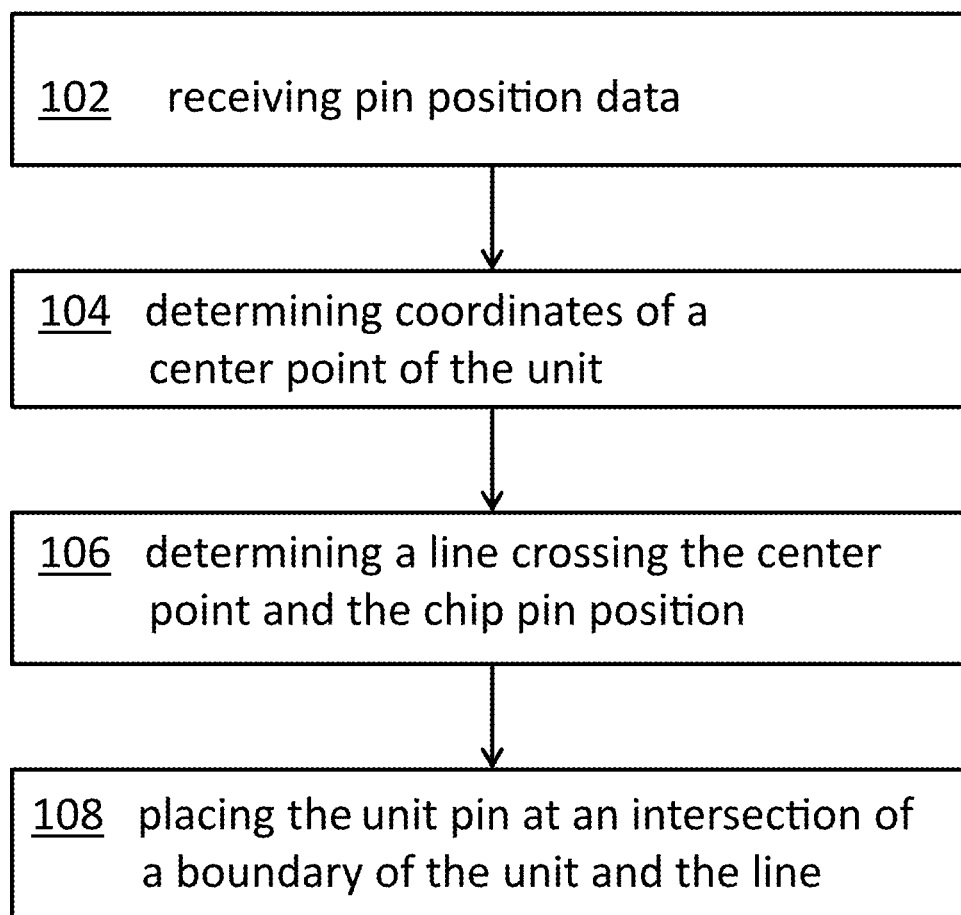 102 receiving pin position data
104 determining coordinates of a
center point of the unit
106 determining a line crossing the center
point and the chip pin position
108 placing the unit pin at an intersection of
a boundary of the unit and the line